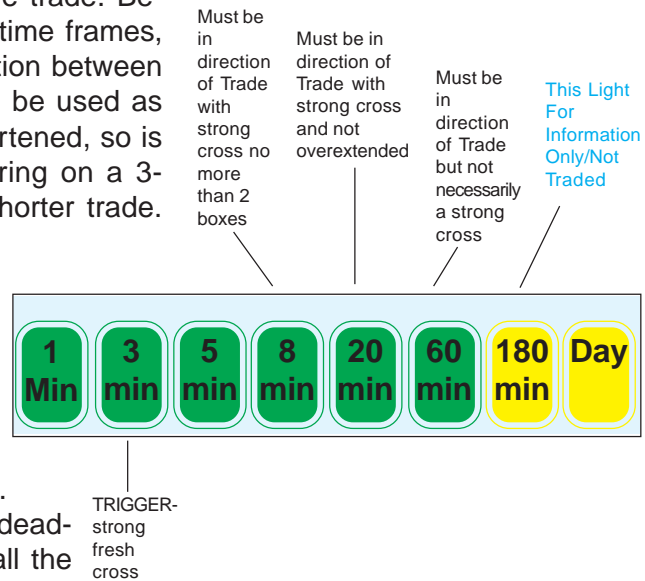 e trade. Be-
time frames,
tion between
be used as
rtened, so is
ring on a 3-
horter trade.
Must be
in
direction
of Trade
with
strong
cross no
more
than 2
boxes
Must be in
direction of
Trade with
strong cross
and not
overextended
Must be
in
direction
of Trade
but not
necessarily
a strong
cross
This Light
For
Information
Only/Not
Traded
1
Min
3
min
5
min
8
min
20
min
60
min
180
min
Day
.
dead-
all the
TRIGGER-
strong
fresh
cross